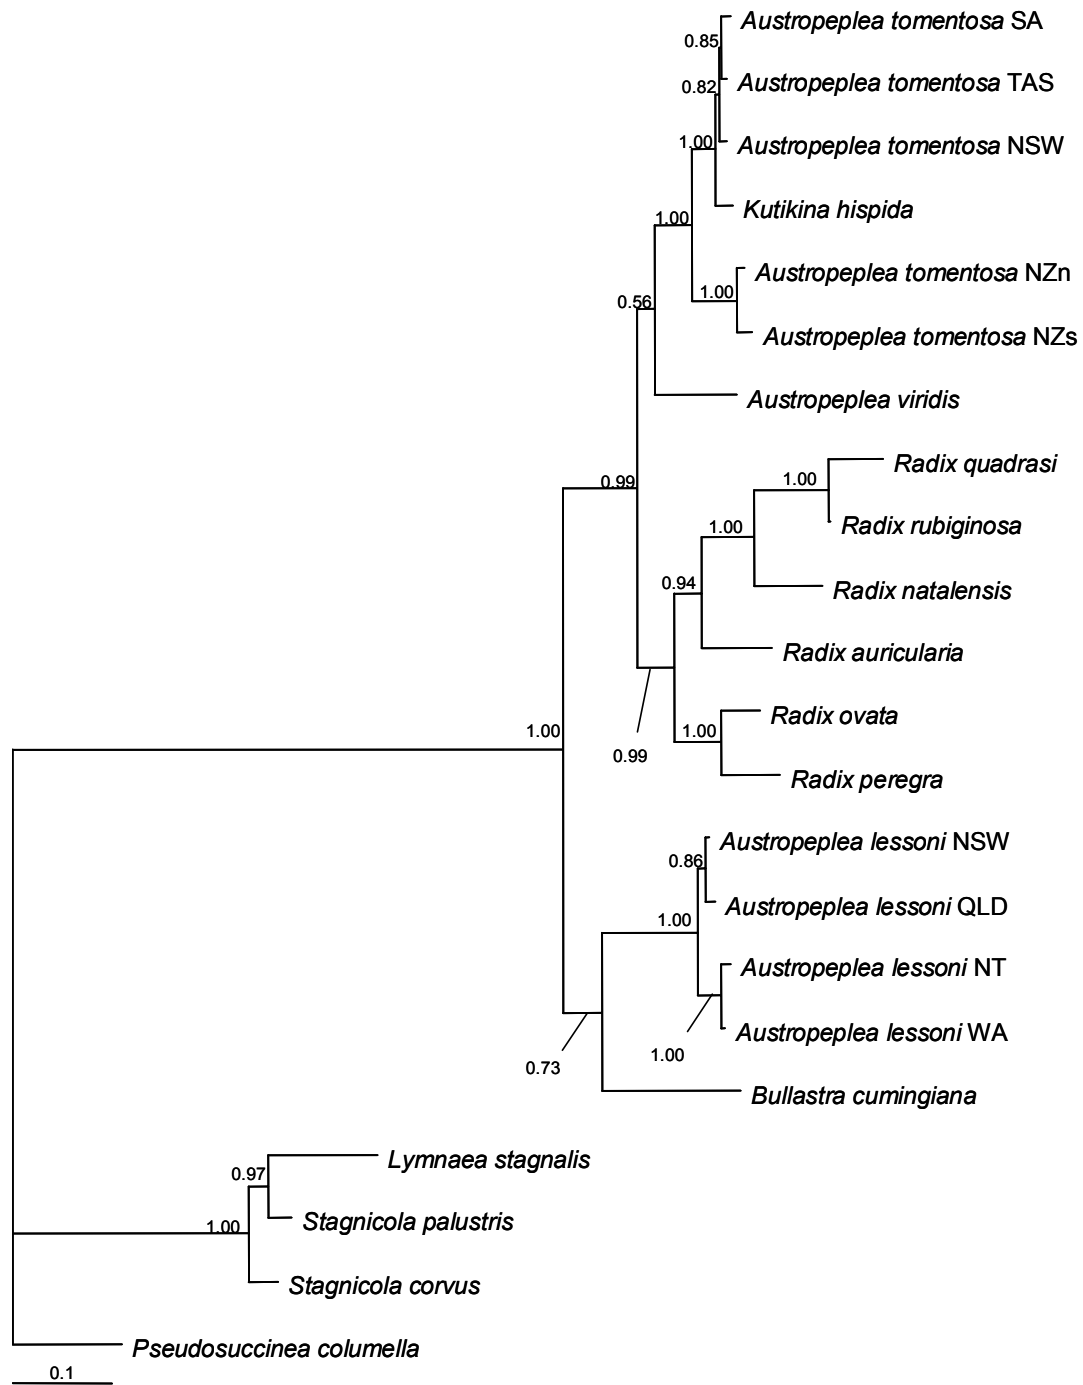 Austropeplea tomentosa SA
0.85
Austropeplea tomentosa TAS
0.82
Austropeplea tomentosa NSW
1.00
Kutikina hispida
1.00
Austropeplea tomentosa NZn
1.00
0.56
Austropeplea tomentosa NZs
Austropeplea viridis
Radix quadrasi
1.00
0.99
Radix rubiginosa
1.00
Radix natalensis
0.94
Radix auricularia
Radix ovata
1.00
1.00
0.99
Radix peregra
Austropeplea lessoni NSW
0.86
Austropeplea lessoni QLD
1.00
Austropeplea lessoni NT
Austropeplea lessoni WA
1.00
0.73
Bullastra cumingiana
Lymnaea stagnalis
0.97
Stagnicola palustris
1.00
Stagnicola corvus
Pseudosuccinea columella
0.1